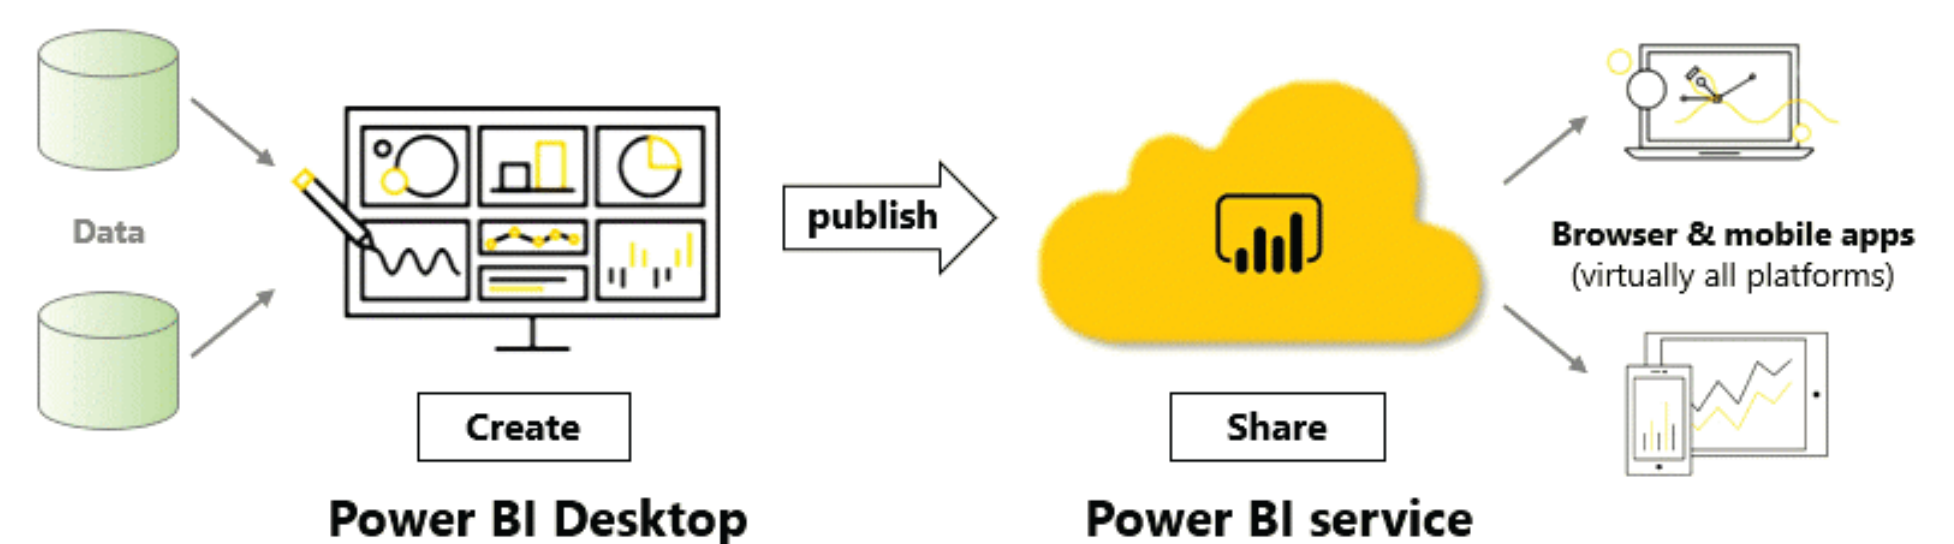 Data
publish
Browser & mobile apps
(virtually all platforms)
Create
Share
Power BI Desktop
Power BI service